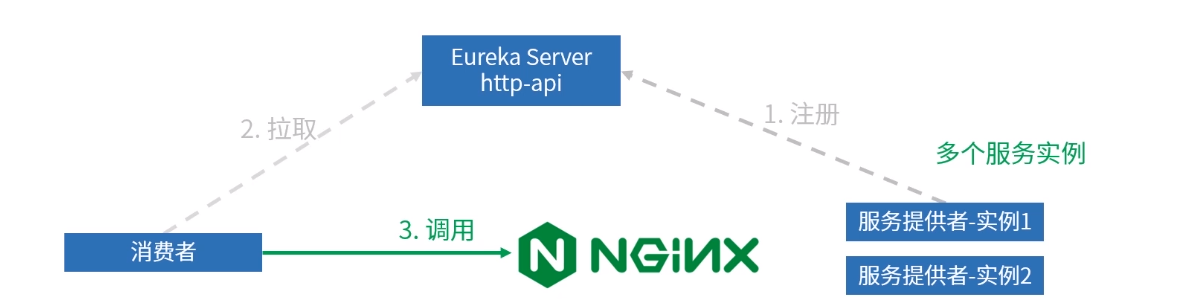 Eureka Server
http-api
2. 拉取
1. 注册
多个服务实例
服务提供者-实例1
3. 调用
消费者
NGINX
服务提供者-实例2